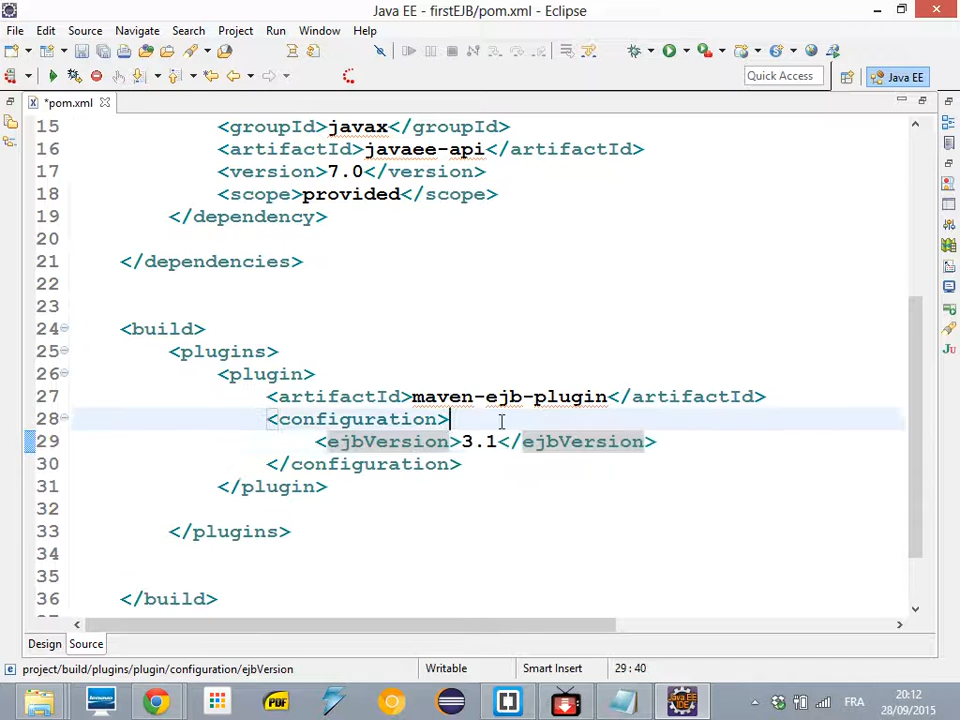 Java EE - firstEJB/pom.xml - Eclipse
File Edit Source Navigate Search Project Run Window Help
Quick Access
Java EE
*pom.xml
15 <groupId>javax</groupId>
16 <artifactId>javaee-api</artifactId>
17 <version>7.0</version>
18 <scope>provided</scope>
19 </dependency>
20
21 </dependencies>
22
23
24 <build>
25 <plugins>
26 <plugin>
27 <artifactId>maven-ejb-plugin</artifactId>
28 <configuration>
29 <ejbVersion>3.1</ejbVersion>
30 </configuration>
31 </plugin>
32
33 </plugins>
34
35
36 </build>
Design Source
project/build/plugins/plugin/configuration/ejbVersion Writable Smart Insert 29 : 40
PDF
FRA
20:12
28/09/2015